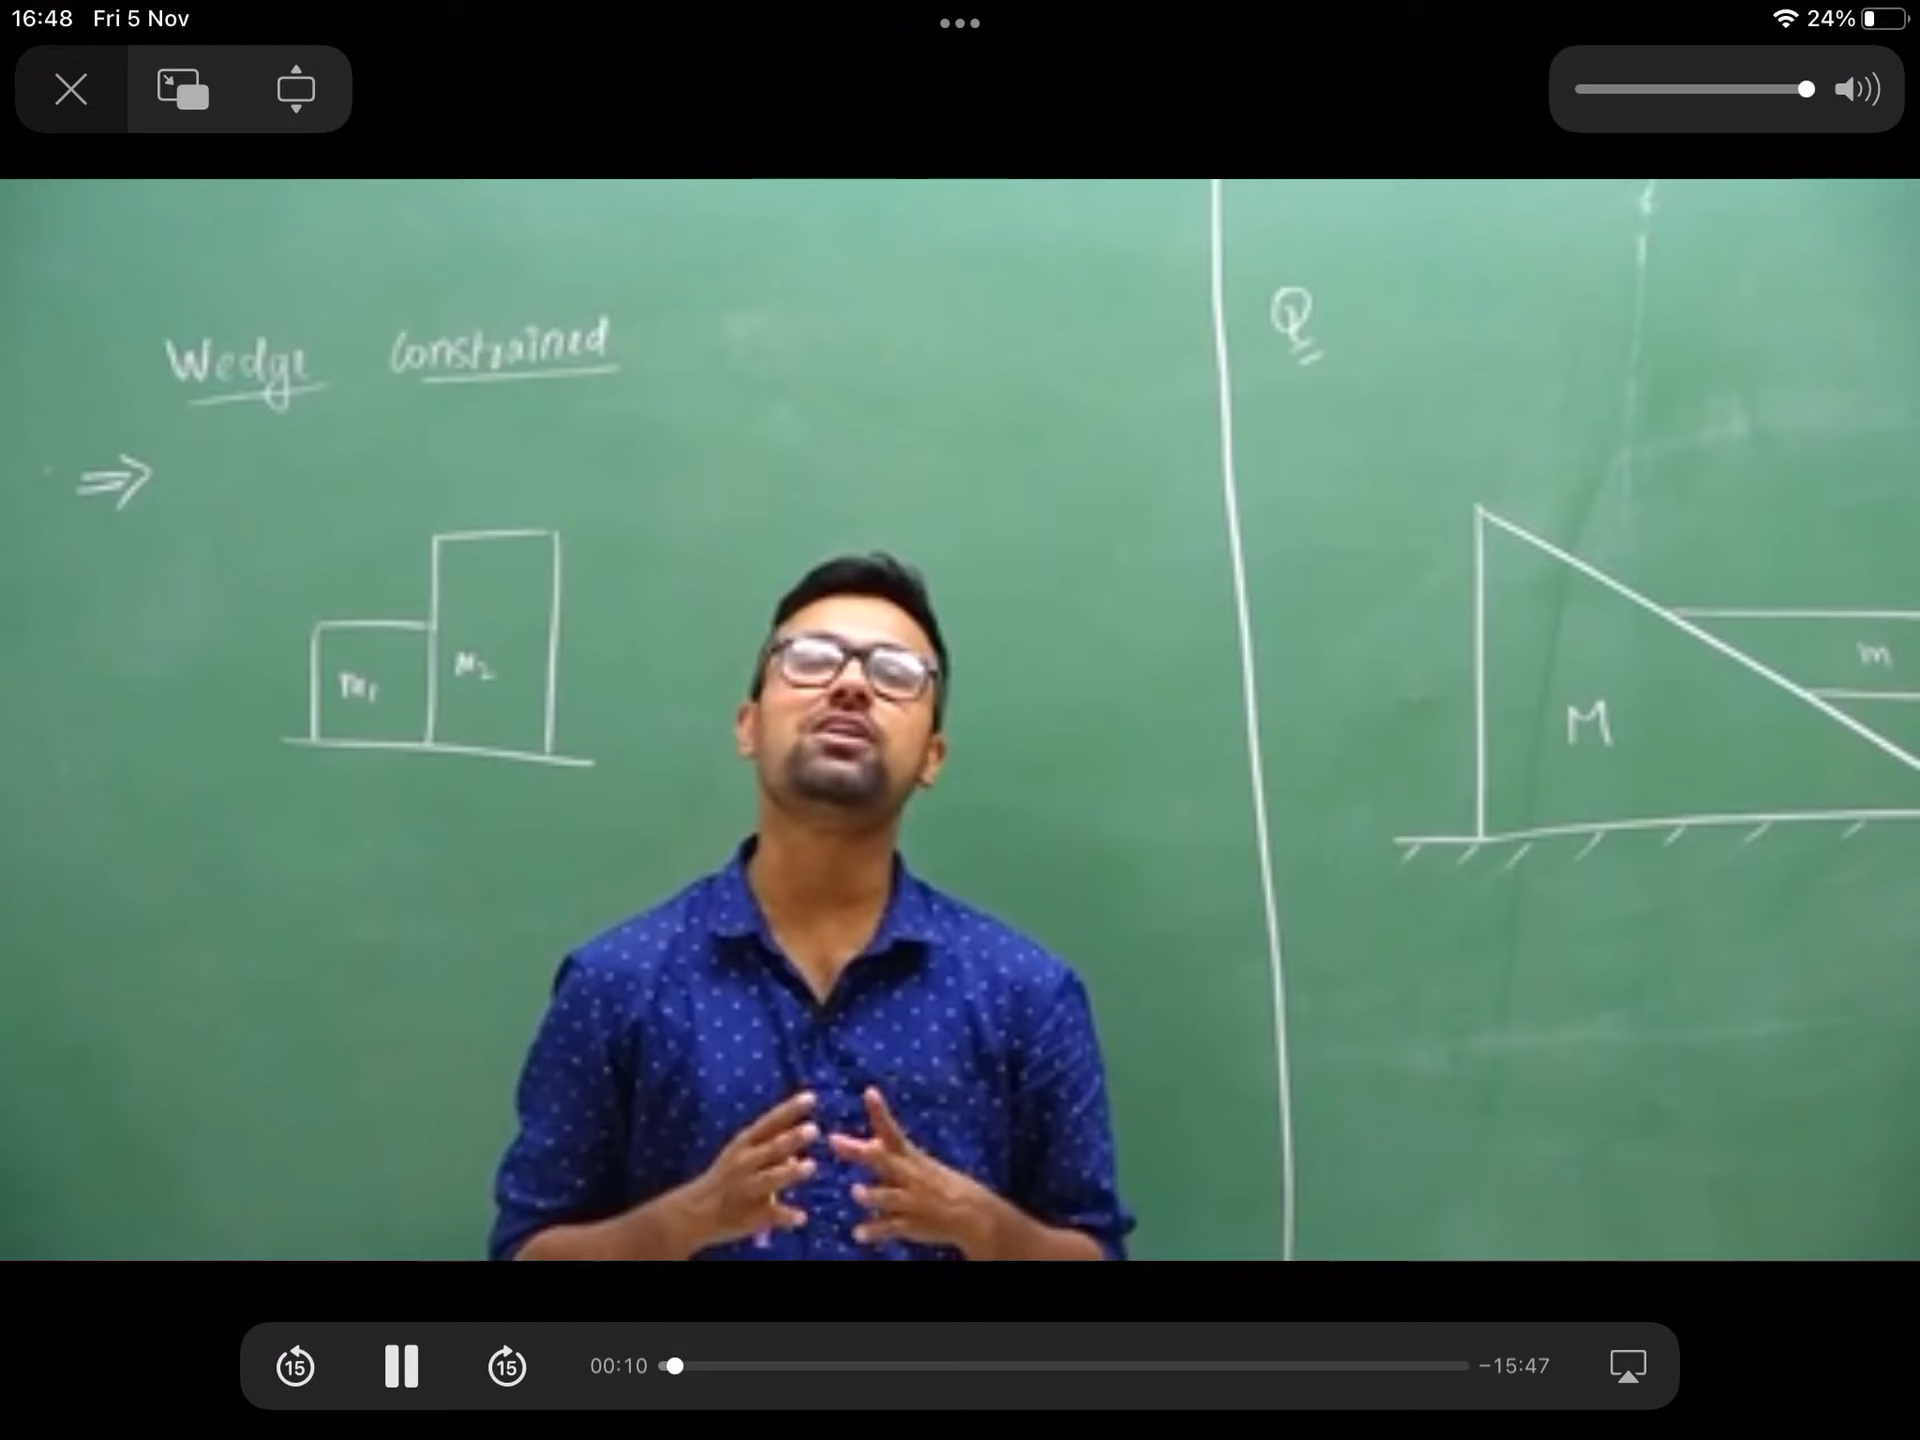 16:48 Fri 5 Nov
24%
Wedge Constrained
m₁
M₂
Q
M
m
15
15
00:10
−15:47